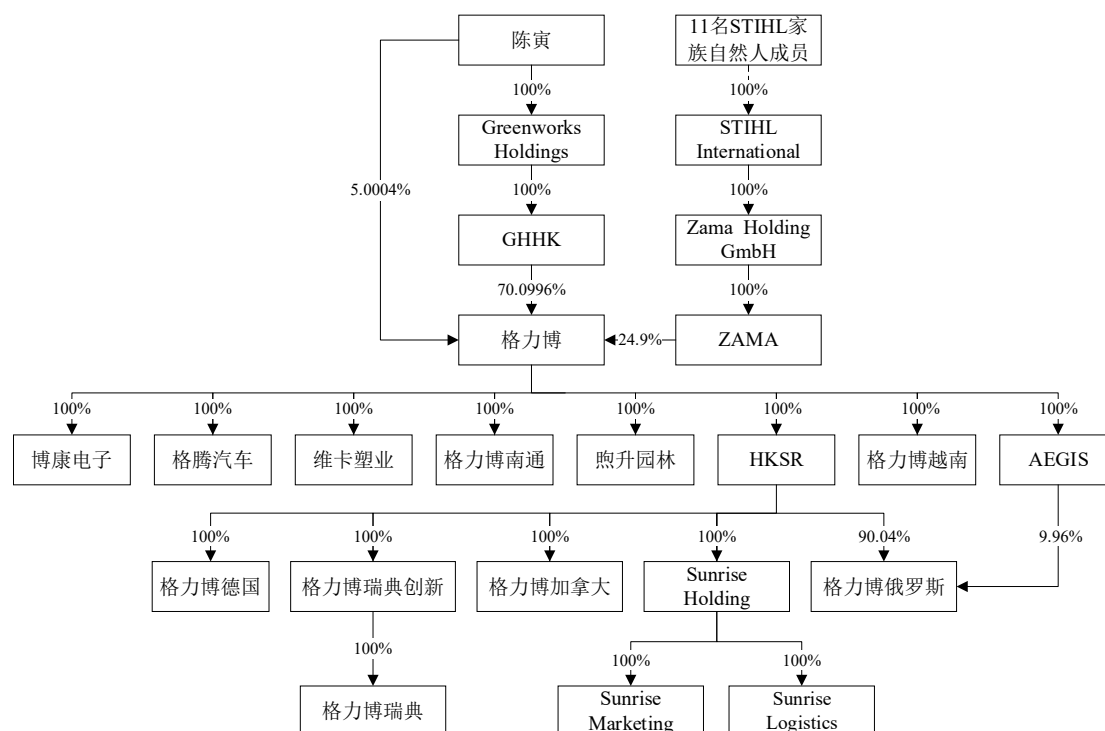 陈寅
11名STIHL家
族自然人成员
100%
100%
Greenworks
Holdings
STIHL
International
5.0004%
100%
100%
GHHK
Zama Holding
GmbH
70.0996%
100%
格力博
24.9%
ZAMA
100%
100%
100%
100%
100%
100%
100%
100%
博康电子
格腾汽车
维卡塑业
格力博南通
煦升园林
HKSR
格力博越南
AEGIS
100%
100%
100%
100%
90.04%
9.96%
格力博德国
格力博瑞典创新
格力博加拿大
Sunrise
Holding
格力博俄罗斯
100%
100%
100%
格力博瑞典
Sunrise
Marketing
Sunrise
Logistics